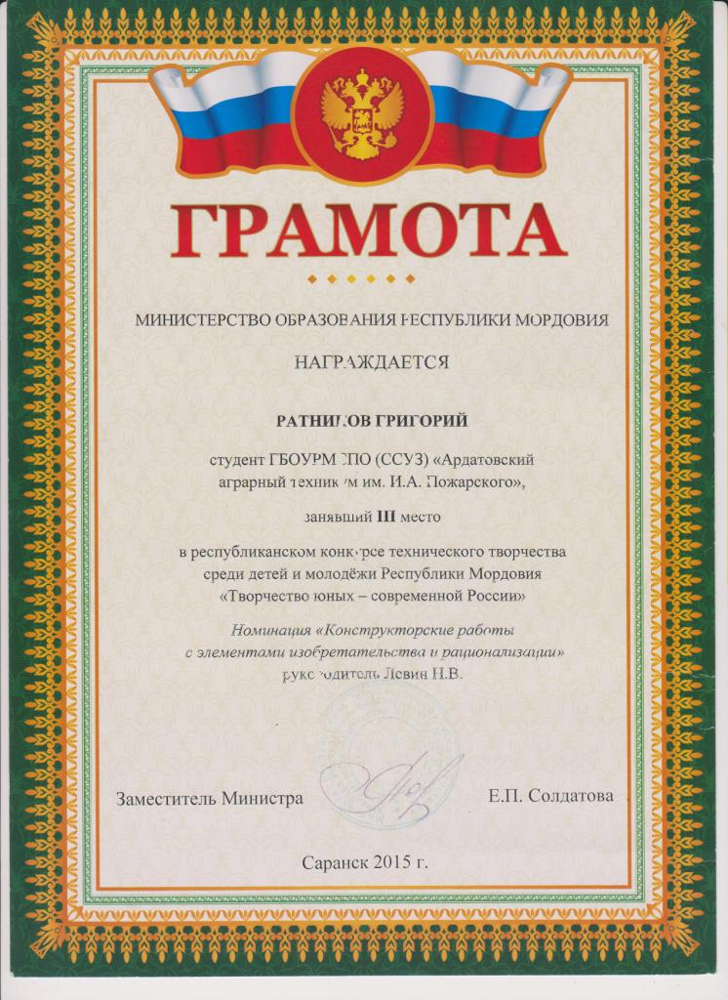 ГРАМОТА
МИНИСТЕРСТВО ОБРАЗОВАНИЯ РЕСПУБЛИКИ МОРДОВИЯ
НАГРАЖДАЕТСЯ
РАТНИКОВ ГРИГОРИЙ
студент ГБОУРМ СПО (ССУЗ) «Ардатовский
аграрный техникум им. И.А. Пожарского»,
занявший III место
в республиканском конкурсе технического творчества
среди детей и молодёжи Республики Мордовия
«Творчество юных – современной России»
Номинация «Конструкторские работы
с элементами изобретательства и рационализации»
руководитель Левин Н.В.
Заместитель Министра
Е.П. Солдатова
Саранск 2015 г.